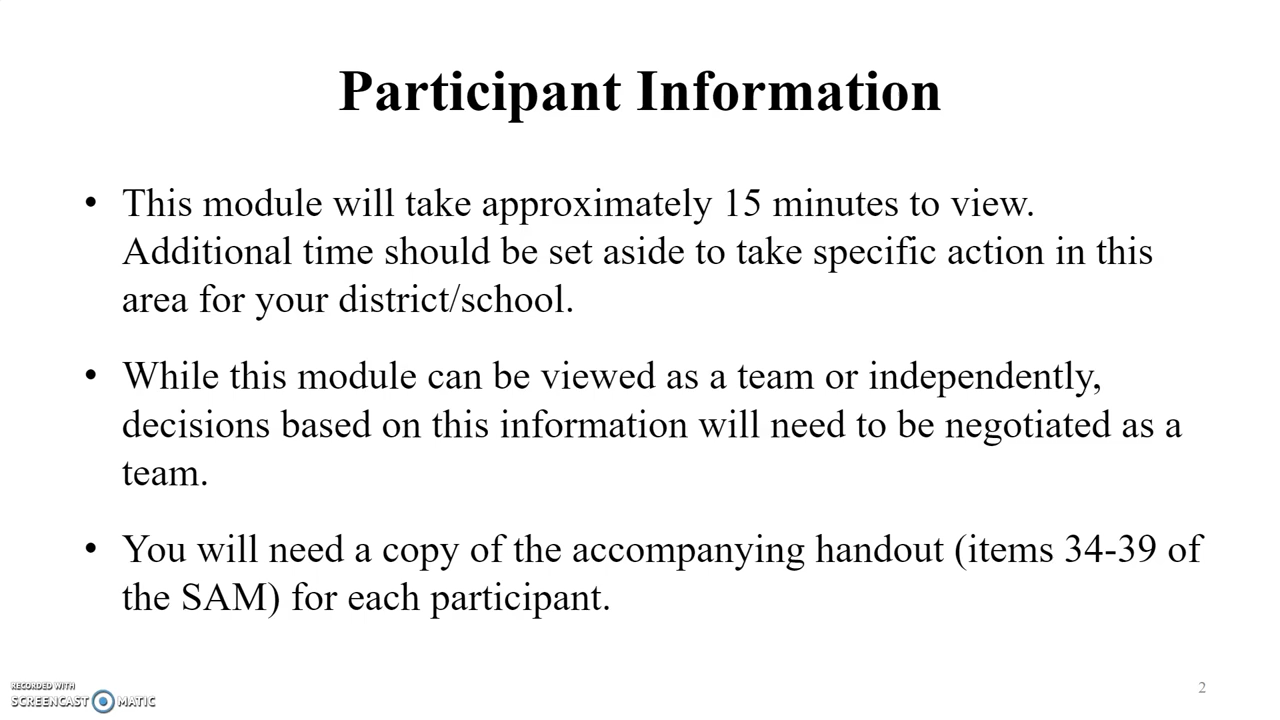 Participant Information
• This module will take approximately 15 minutes to view.
Additional time should be set aside to take specific action in this
area for your district/school.
• While this module can be viewed as a team or independently,
decisions based on this information will need to be negotiated as a
team.
• You will need a copy of the accompanying handout (items 34-39 of
the SAM) for each participant.
RECORDED WITH
SCREENCAST MATIC
2